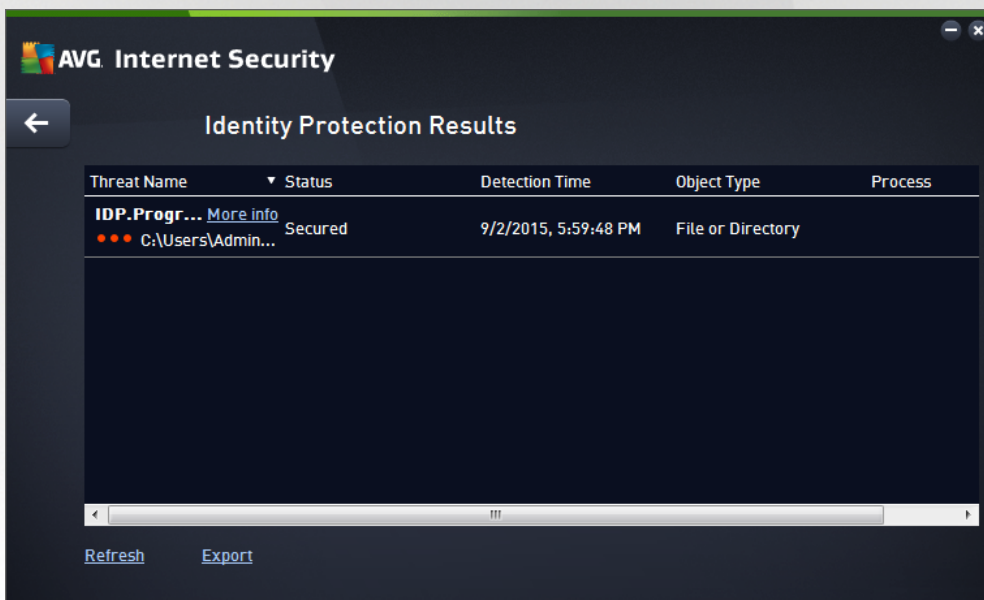 AVG. Internet Security
Identity Protection Results
Threat Name Status Detection Time Object Type Process
IDP.Progr... More info
Secured 9/2/2015, 5:59:48 PM File or Directory
C:\Users\Admin...
Refresh Export